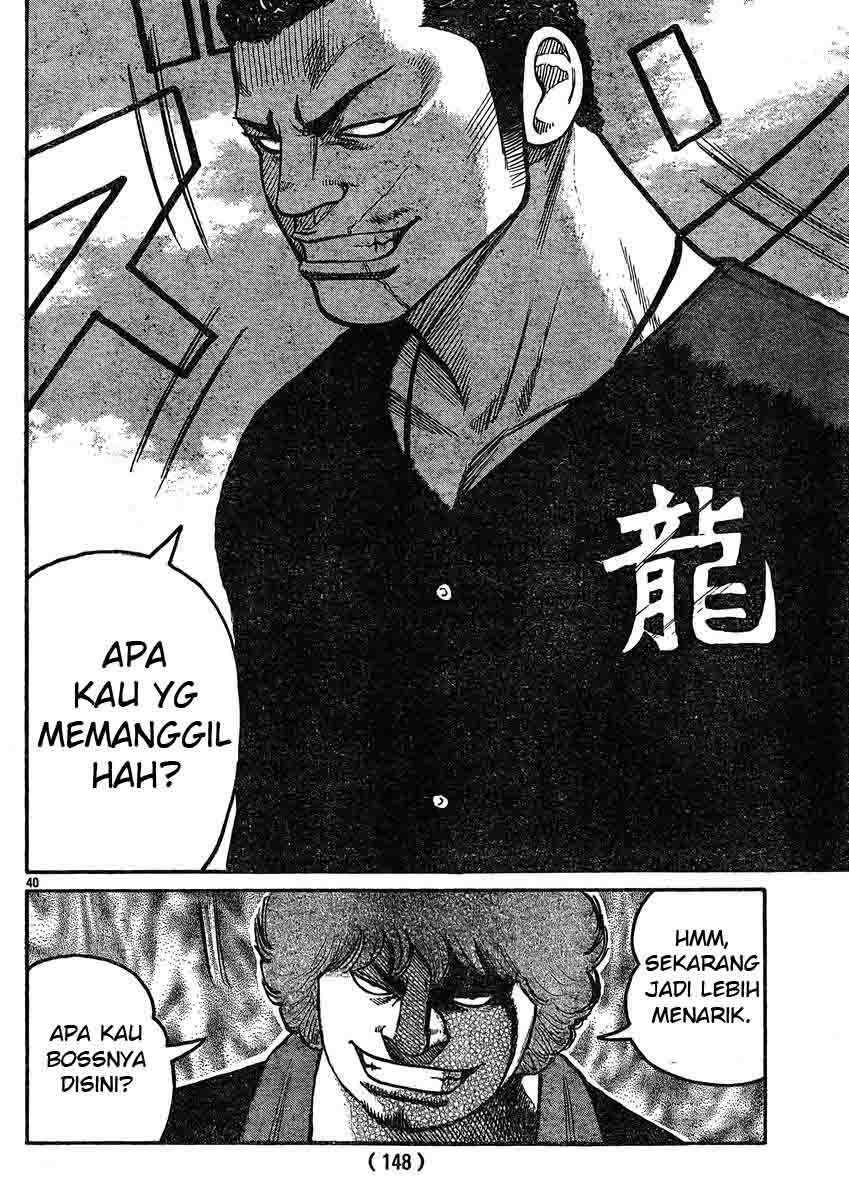 龍
APA
KAU YG
MEMANGGIL
HAH?
40
HMM,
SEKARANG
JADI LEBIH
MENARIK.
APA KAU
BOSSNYA
DISINI?
( 148 )